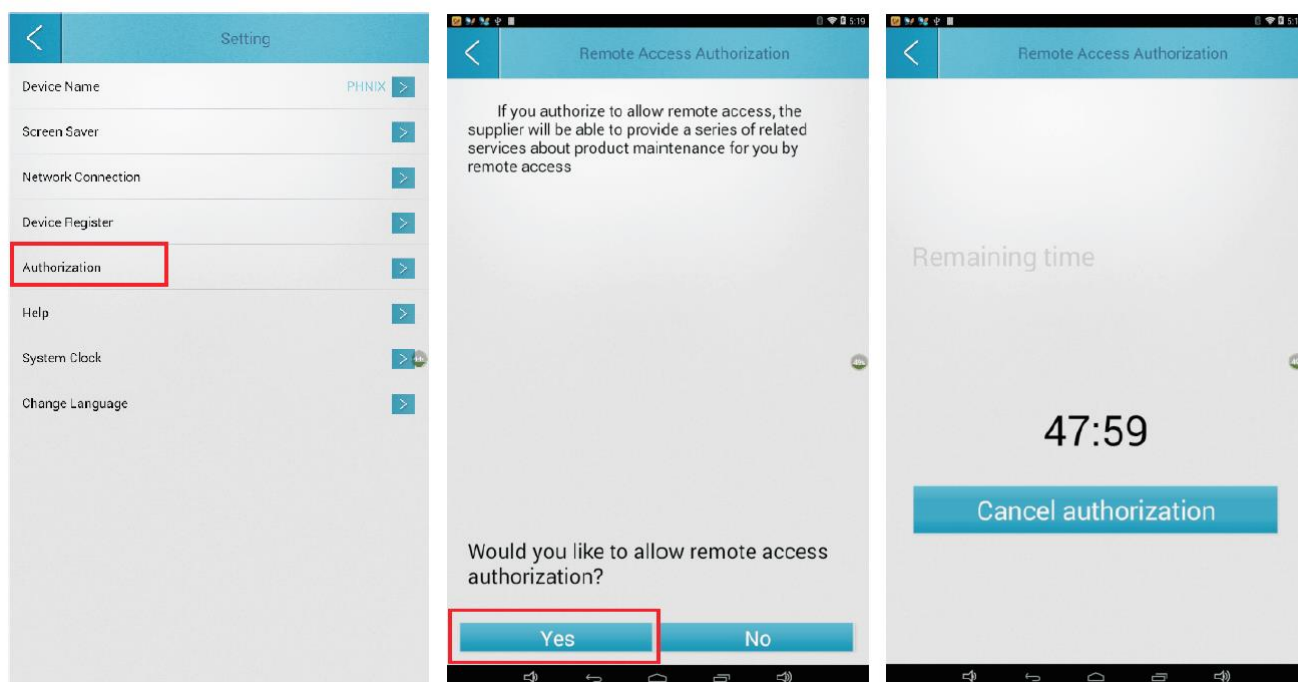 Setting
Device Name PHNIX
Screen Saver
Network Connection
Device Register
Authorization
Help
System Clock
Change Language
5:19
Remote Access Authorization
If you authorize to allow remote access, the
supplier will be able to provide a series of related
services about product maintenance for you by
remote access
Would you like to allow remote access
authorization?
Yes No
Remote Access Authorization
Remaining time
47:59
Cancel authorization